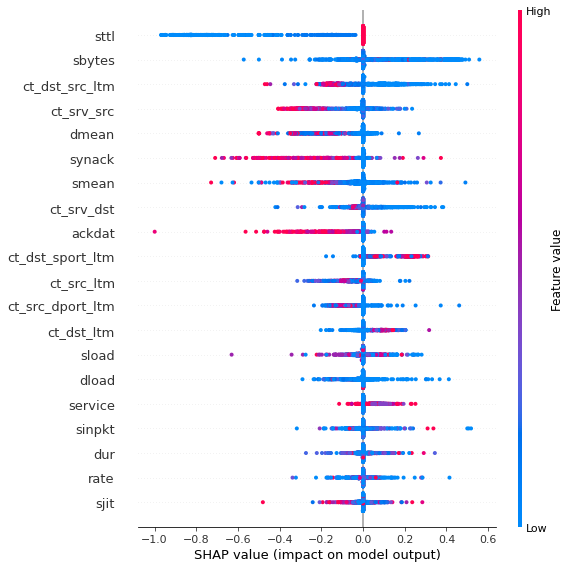 High
sttl
sbytes
ct_dst_src_ltm
ct_srv_src
dmean
synack
smean
ct_srv_dst
ackdat
ct_dst_sport_ltm
ct_src_ltm
ct_src_dport_ltm
ct_dst_ltm
sload
dload
service
sinpkt
dur
rate
sjit
Feature value
Low
−1.0 −0.8 −0.6 −0.4 −0.2 0.0 0.2 0.4 0.6
SHAP value (impact on model output)